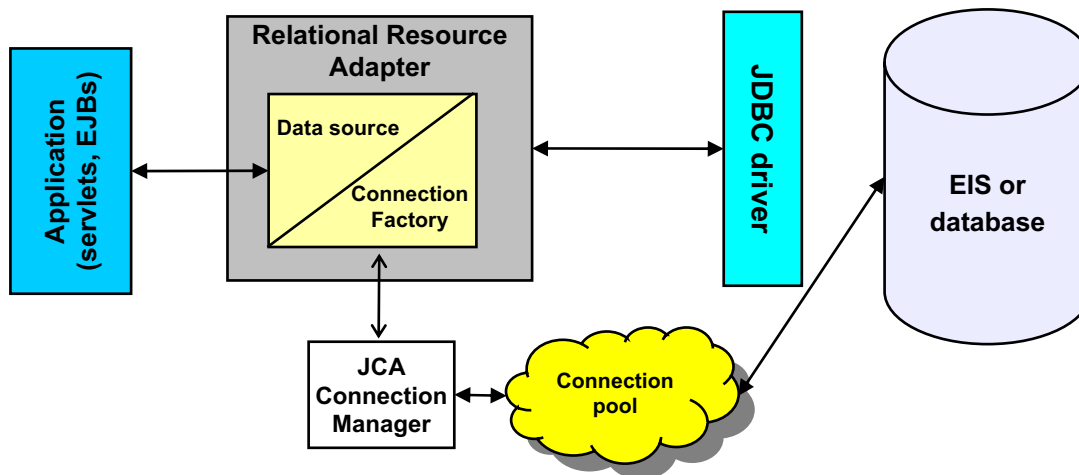 Application
(servlets, EJBs)
Relational Resource
Adapter
Data source
Connection
Factory
JDBC driver
EIS or
database
JCA
Connection
Manager
Connection
pool